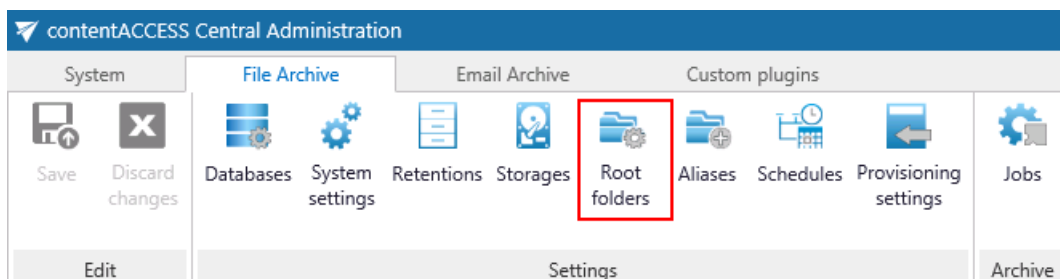 contentACCESS Central Administration
System File Archive Email Archive Custom plugins
Save Discard changes Databases System settings Retentions Storages Root folders Aliases Schedules Provisioning settings Jobs
Edit Settings Archive